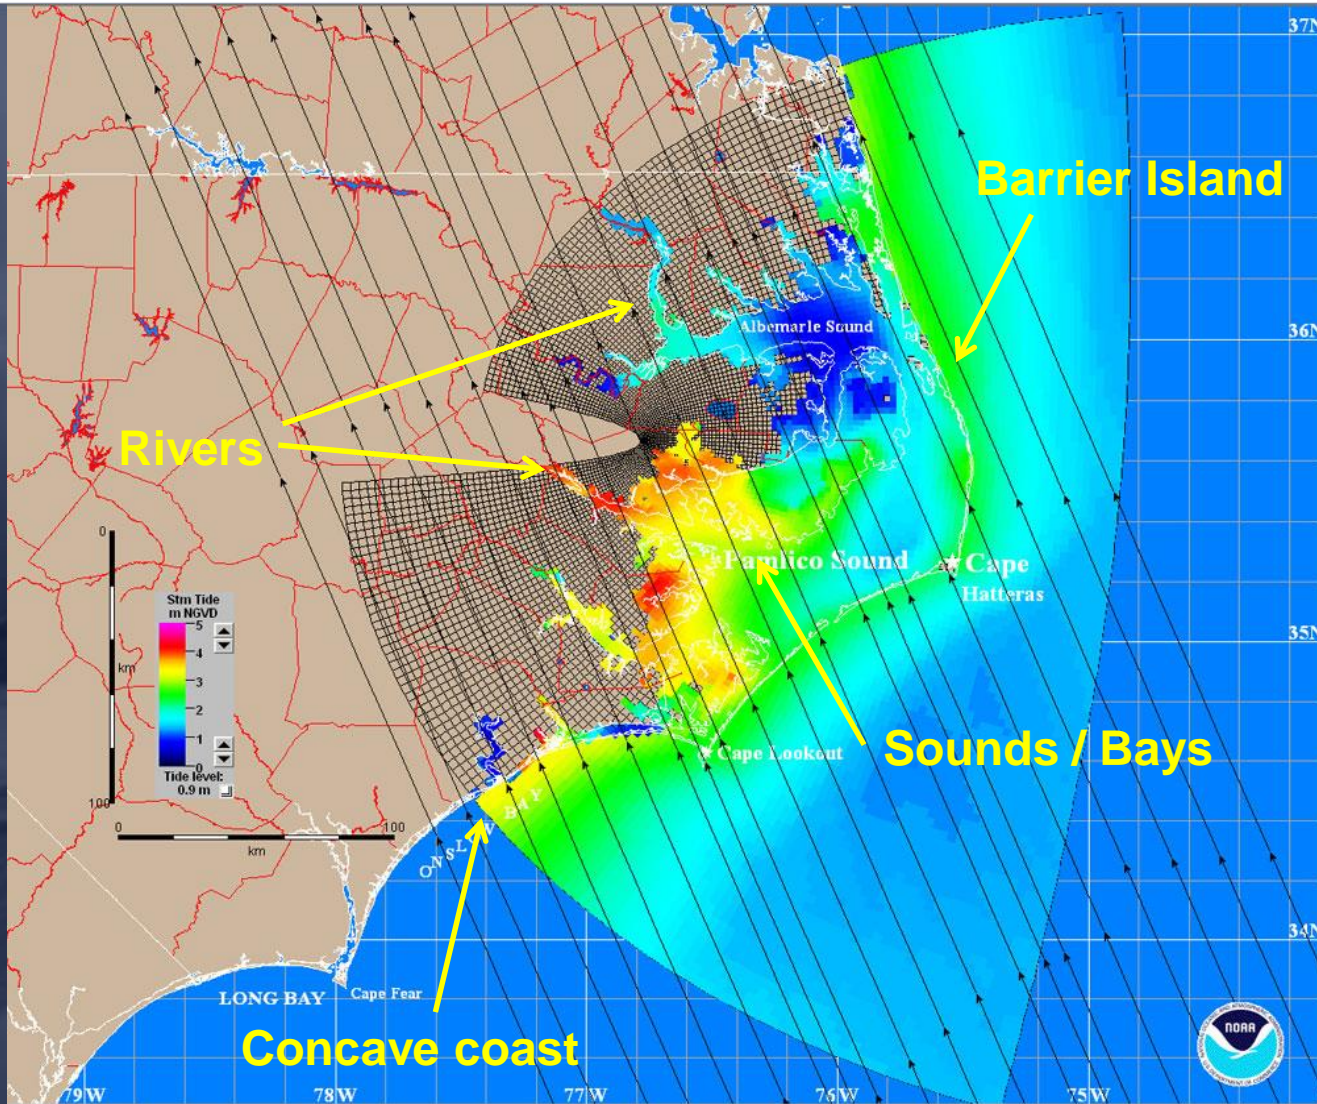 37N
Barrier Island
Albemarle Sound
36N
Rivers
Pamlico Sound
Cape
Hatteras
0
km
100
Stm Tide
m NGVD
5
4
3
2
1
0
Tide level:
0.9 m
35N
Cape Lookout
Sounds / Bays
0
100
km
ONSLOW BAY
34N
LONG BAY
Cape Fear
Concave coast
NOAA
79W
78W
77W
76W
75W